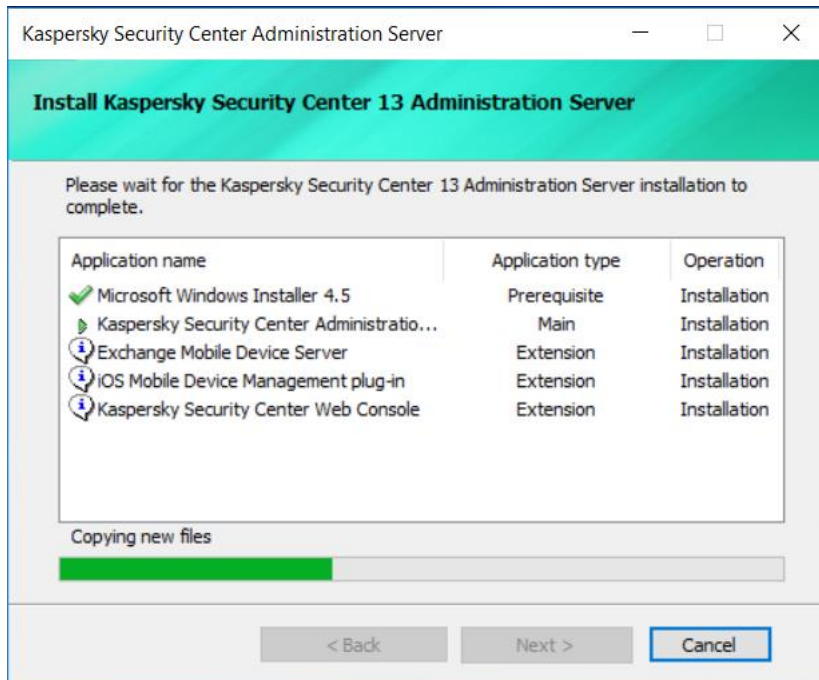 Kaspersky Security Center Administration Server
Install Kaspersky Security Center 13 Administration Server
Please wait for the Kaspersky Security Center 13 Administration Server installation to
complete.
Application name Application type Operation
Microsoft Windows Installer 4.5 Prerequisite Installation
Kaspersky Security Center Administratio... Main Installation
Exchange Mobile Device Server Extension Installation
iOS Mobile Device Management plug-in Extension Installation
Kaspersky Security Center Web Console Extension Installation
Copying new files
< Back Next > Cancel